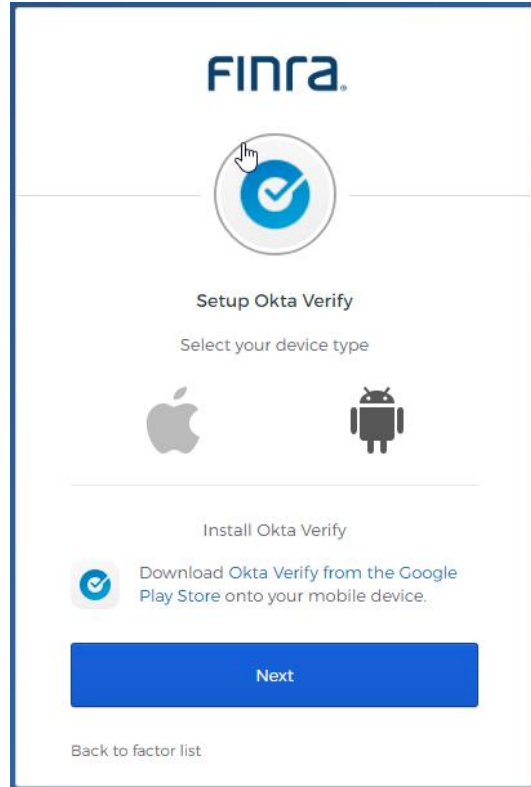 FINRA.
Setup Okta Verify
Select your device type
Install Okta Verify
Download Okta Verify from the Google
Play Store onto your mobile device.
Next
Back to factor list